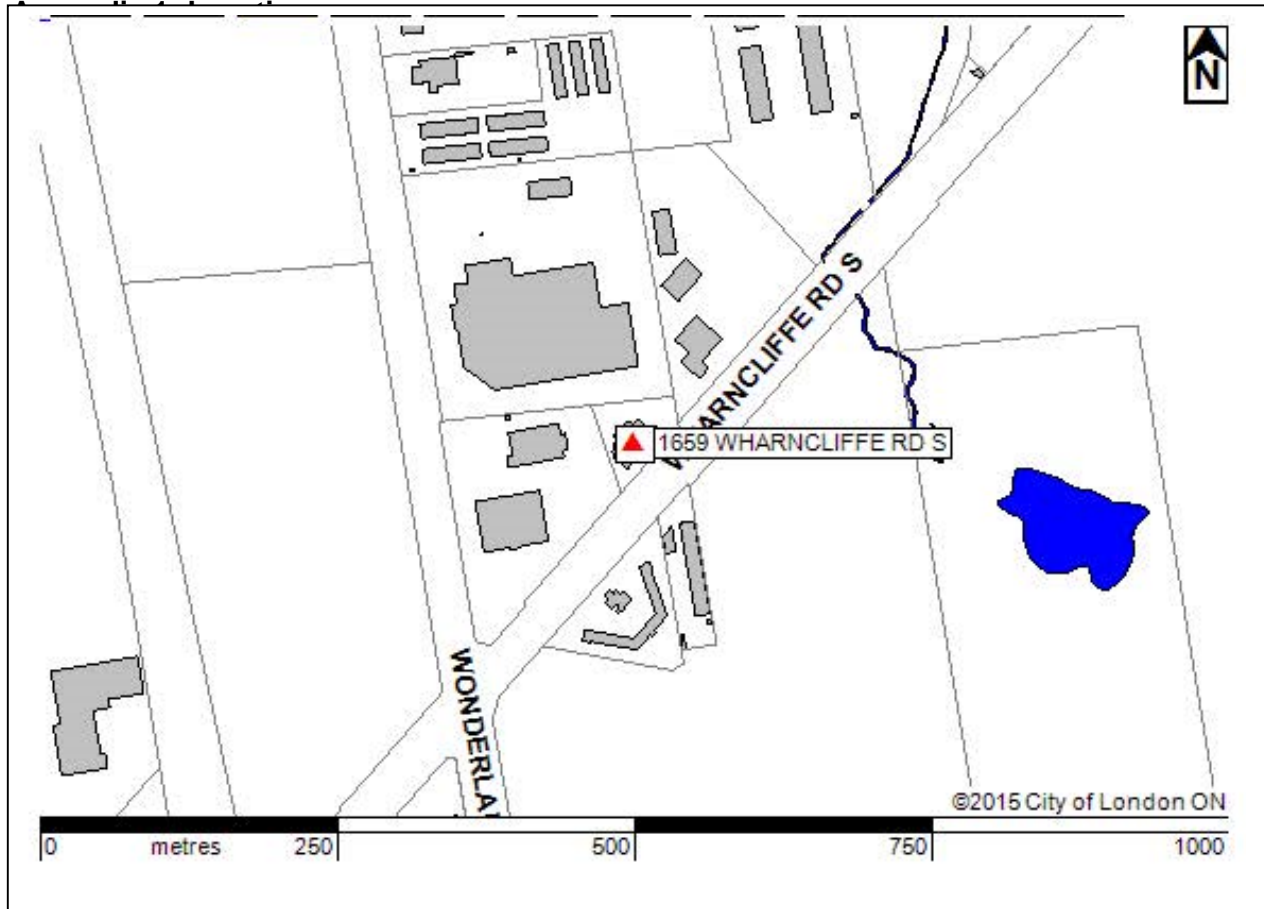 N
WHARNCLIFFE RD S
1659 WHARNCLIFFE RD S
WONDERLA
©2015 City of London ON
0 metres 250 500 750 1000